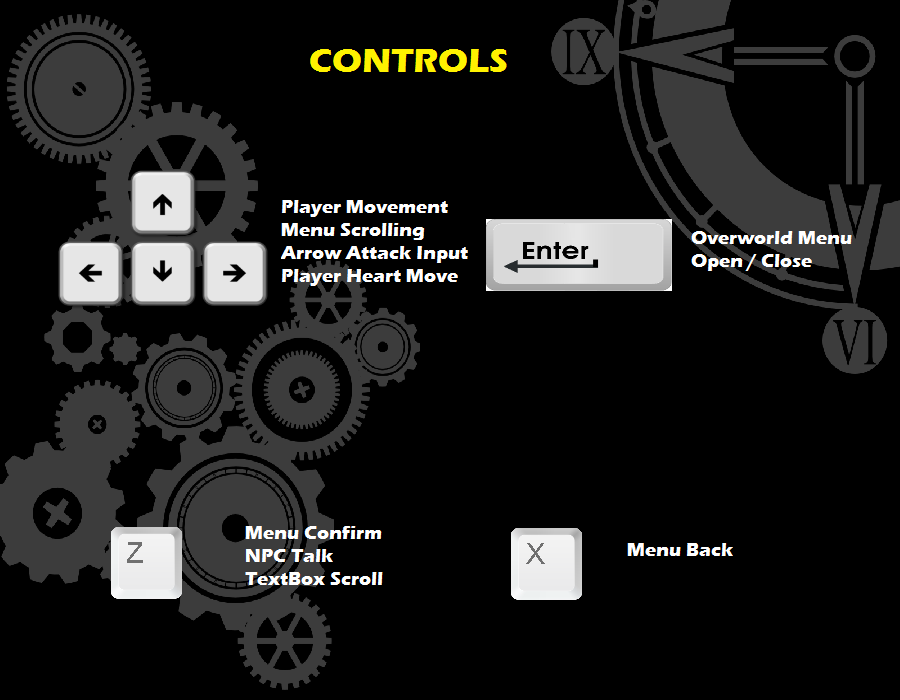 CONTROLS
IX
Player Movement
Menu Scrolling
Arrow Attack Input
Player Heart Move
Enter
Overworld Menu
Open / Close
VI
Z
Menu Confirm
NPC Talk
TextBox Scroll
X
Menu Back